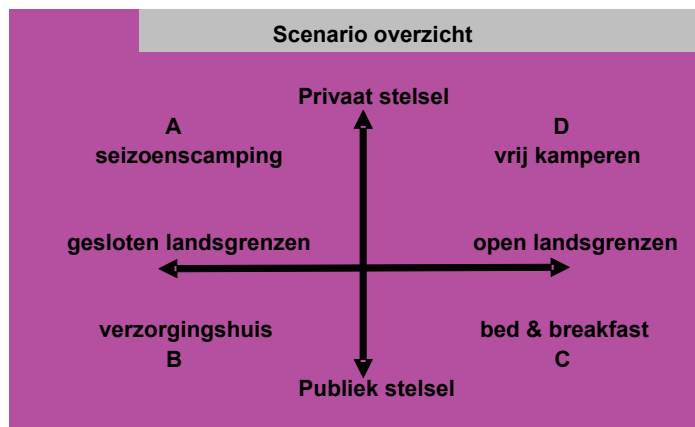 Scenario overzicht
Privaat stelsel
A
seizoenscamping
D
vrij kamperen
gesloten landsgrenzen
open landsgrenzen
verzorgingshuis
B
bed & breakfast
C
Publiek stelsel